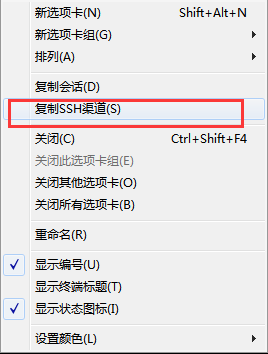 新选项卡(N) Shift+Alt+N
新选项卡组(G)
排列(A)
复制会话(D)
复制SSH渠道(S)
关闭(C) Ctrl+Shift+F4
关闭此选项卡组(E)
关闭其他选项卡(O)
关闭所有选项卡(B)
重命名(R)
显示编号(U)
显示终端标题(T)
显示状态图标(I)
设置颜色(L)